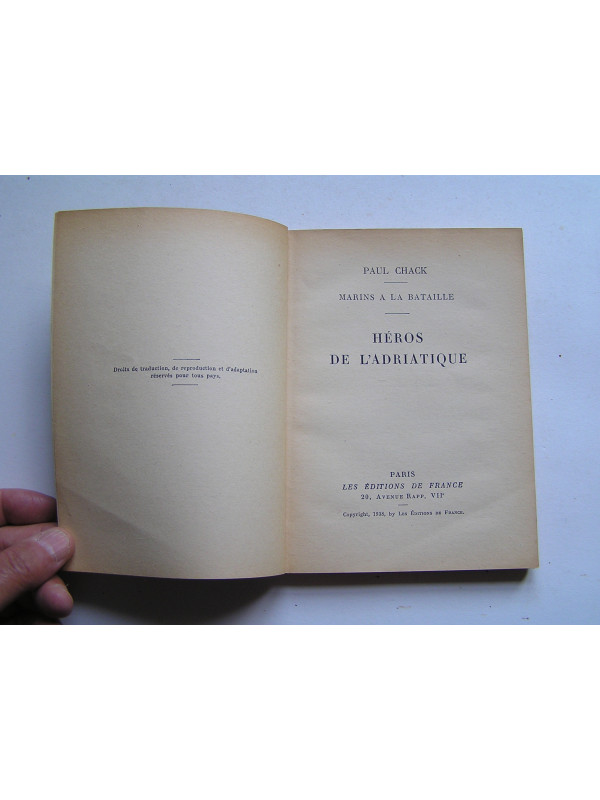 Droits de traduction, de reproduction et d'adaptation
réservés pour tous pays.
PAUL CHACK
MARINS A LA BATAILLE
HÉROS
DE L'ADRIATIQUE
PARIS
LES ÉDITIONS DE FRANCE
20, AVENUE RAPP, VIIe
Copyright, 1938, by LES ÉDITIONS DE FRANCE.